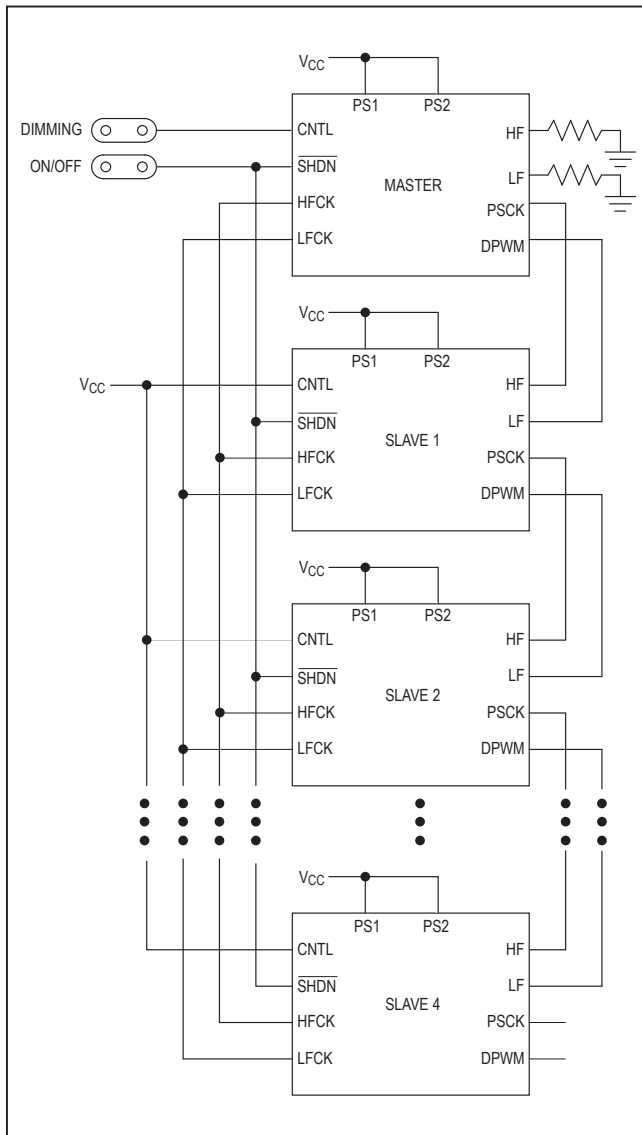 VCC
PS1 PS2
DIMMING
ON/OFF
CNTL
SHDN
HFCK
LFCK
MASTER
HF
LF
PSCK
DPWM
VCC
PS1 PS2
VCC
CNTL
SHDN
HFCK
LFCK
SLAVE 1
HF
LF
PSCK
DPWM
VCC
PS1 PS2
CNTL
SHDN
HFCK
LFCK
SLAVE 2
HF
LF
PSCK
DPWM
VCC
PS1 PS2
CNTL
SHDN
HFCK
LFCK
SLAVE 4
HF
LF
PSCK
DPWM